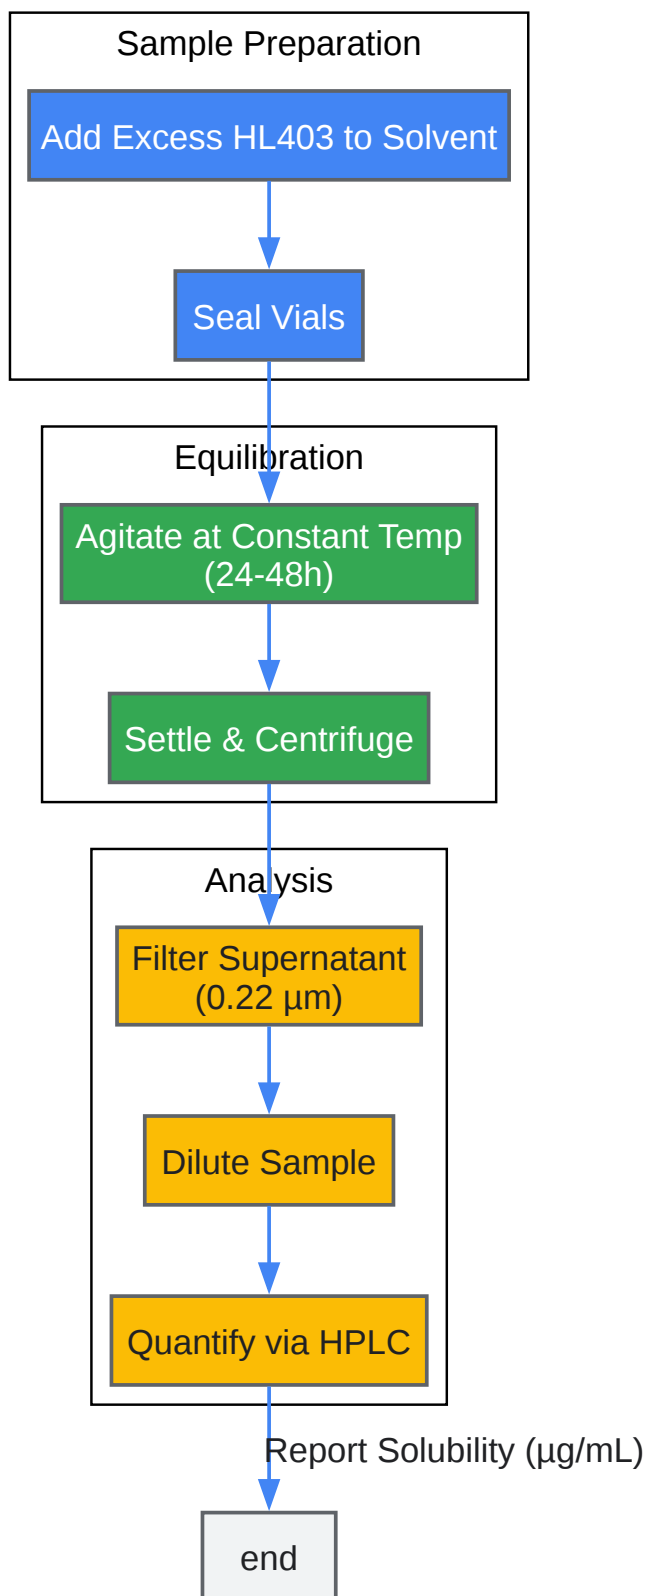 Sample Preparation
Add Excess HL403 to Solvent
Seal Vials
Equilibration
Agitate at Constant Temp
(24-48h)
Settle & Centrifuge
Analysis
Filter Supernatant
(0.22 µm)
Dilute Sample
Quantify via HPLC
Report Solubility (µg/mL)
end